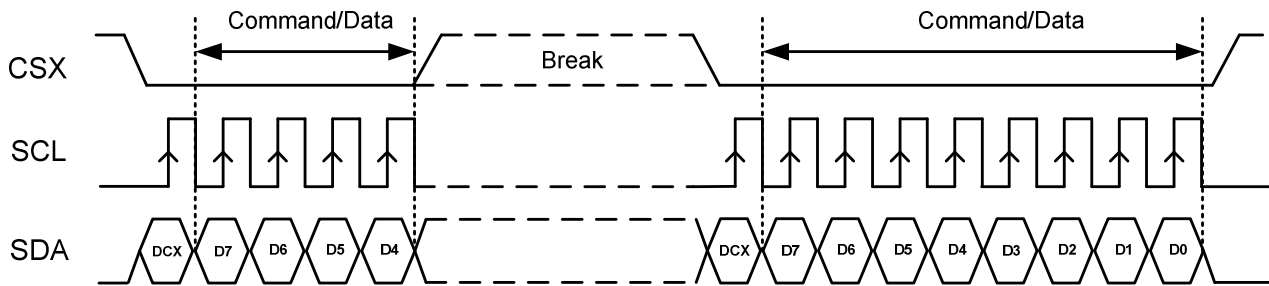 Command/Data Command/Data
CSX Break
SCL
SDA DCX D7 D6 D5 D4 DCX D7 D6 D5 D4 D3 D2 D1 D0